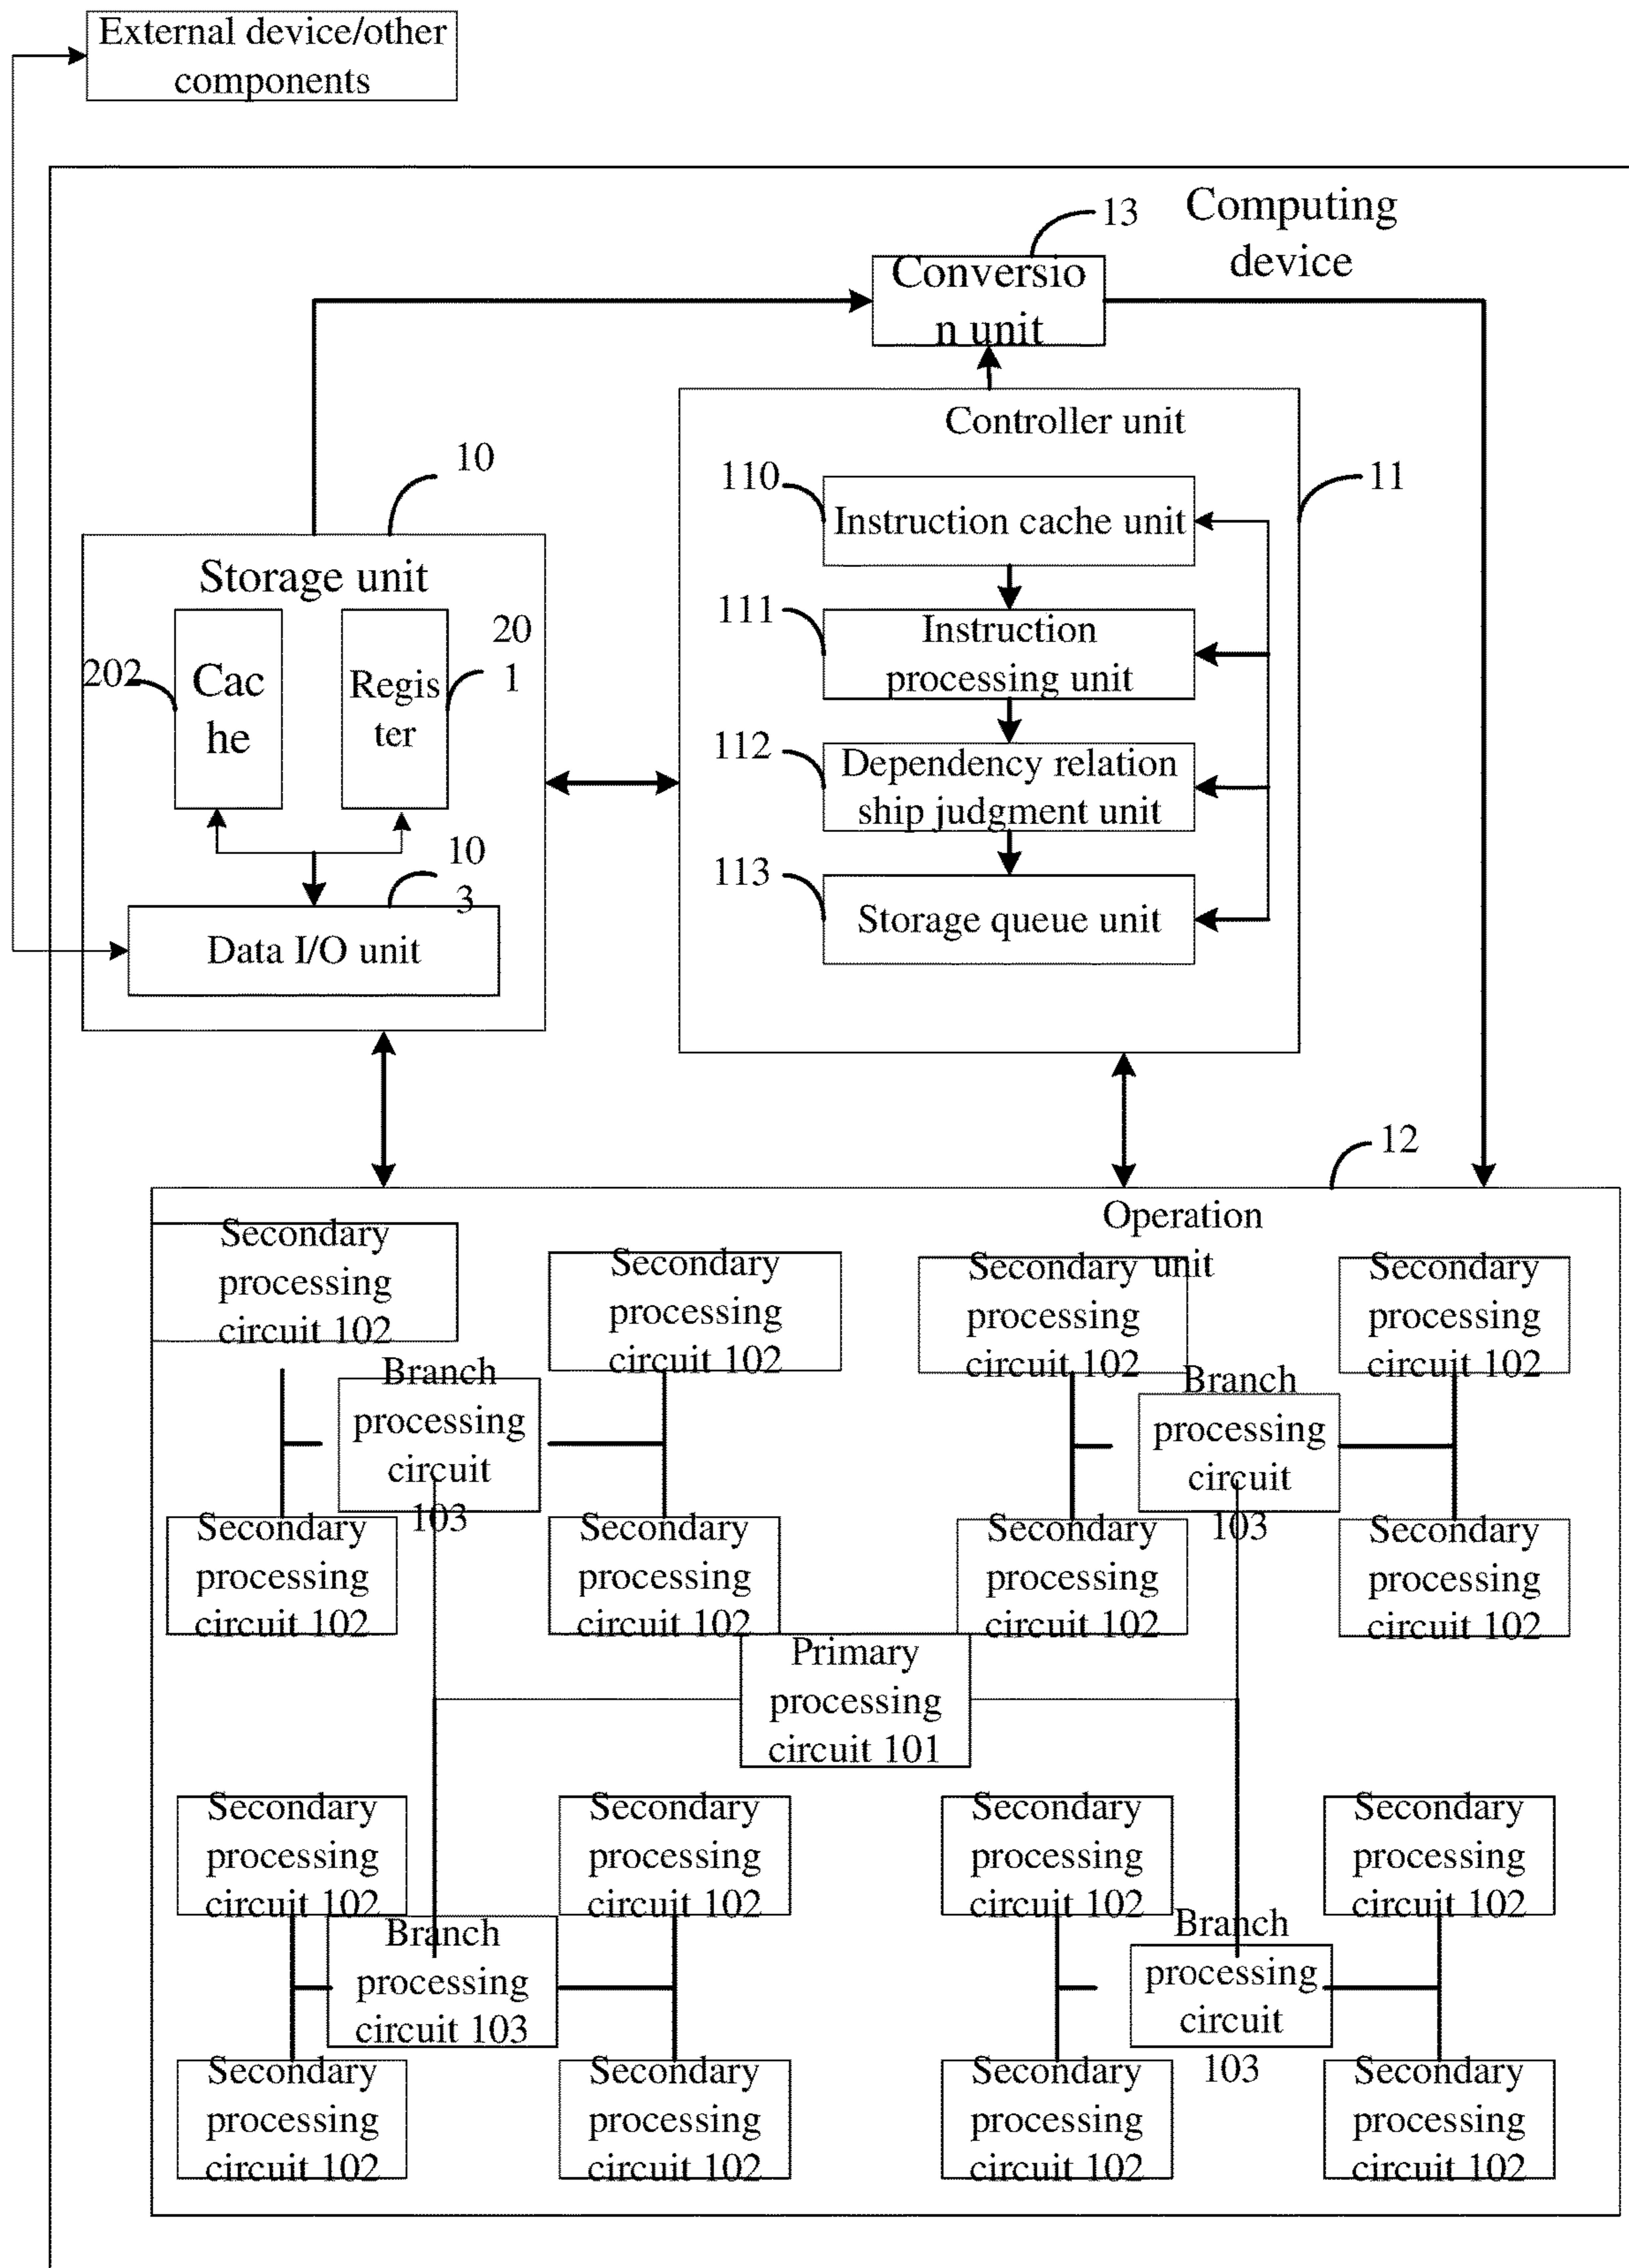 External device/other
components
13
Computing
device
Conversio
n unit
Controller unit
10
110
11
Instruction cache unit
Storage unit
111
Instruction
processing unit
20
1
202
Cac
he
Regis
ter
112
Dependency relation
ship judgment unit
10
3
113
Storage queue unit
Data I/O unit
12
Operation
unit
Secondary
processing
circuit 102
Secondary
processing
circuit 102
Secondary
processing
circuit 102
Secondary
processing
circuit 102
Branch
processing
circuit
103
Branch
processing
circuit
103
Secondary
processing
circuit 102
Secondary
processing
circuit 102
Secondary
processing
circuit 102
Secondary
processing
circuit 102
Primary
processing
circuit 101
Secondary
processing
circuit 102
Secondary
processing
circuit 102
Secondary
processing
circuit 102
Secondary
processing
circuit 102
Branch
processing
circuit 103
Branch
processing
circuit
103
Secondary
processing
circuit 102
Secondary
processing
circuit 102
Secondary
processing
circuit 102
Secondary
processing
circuit 102